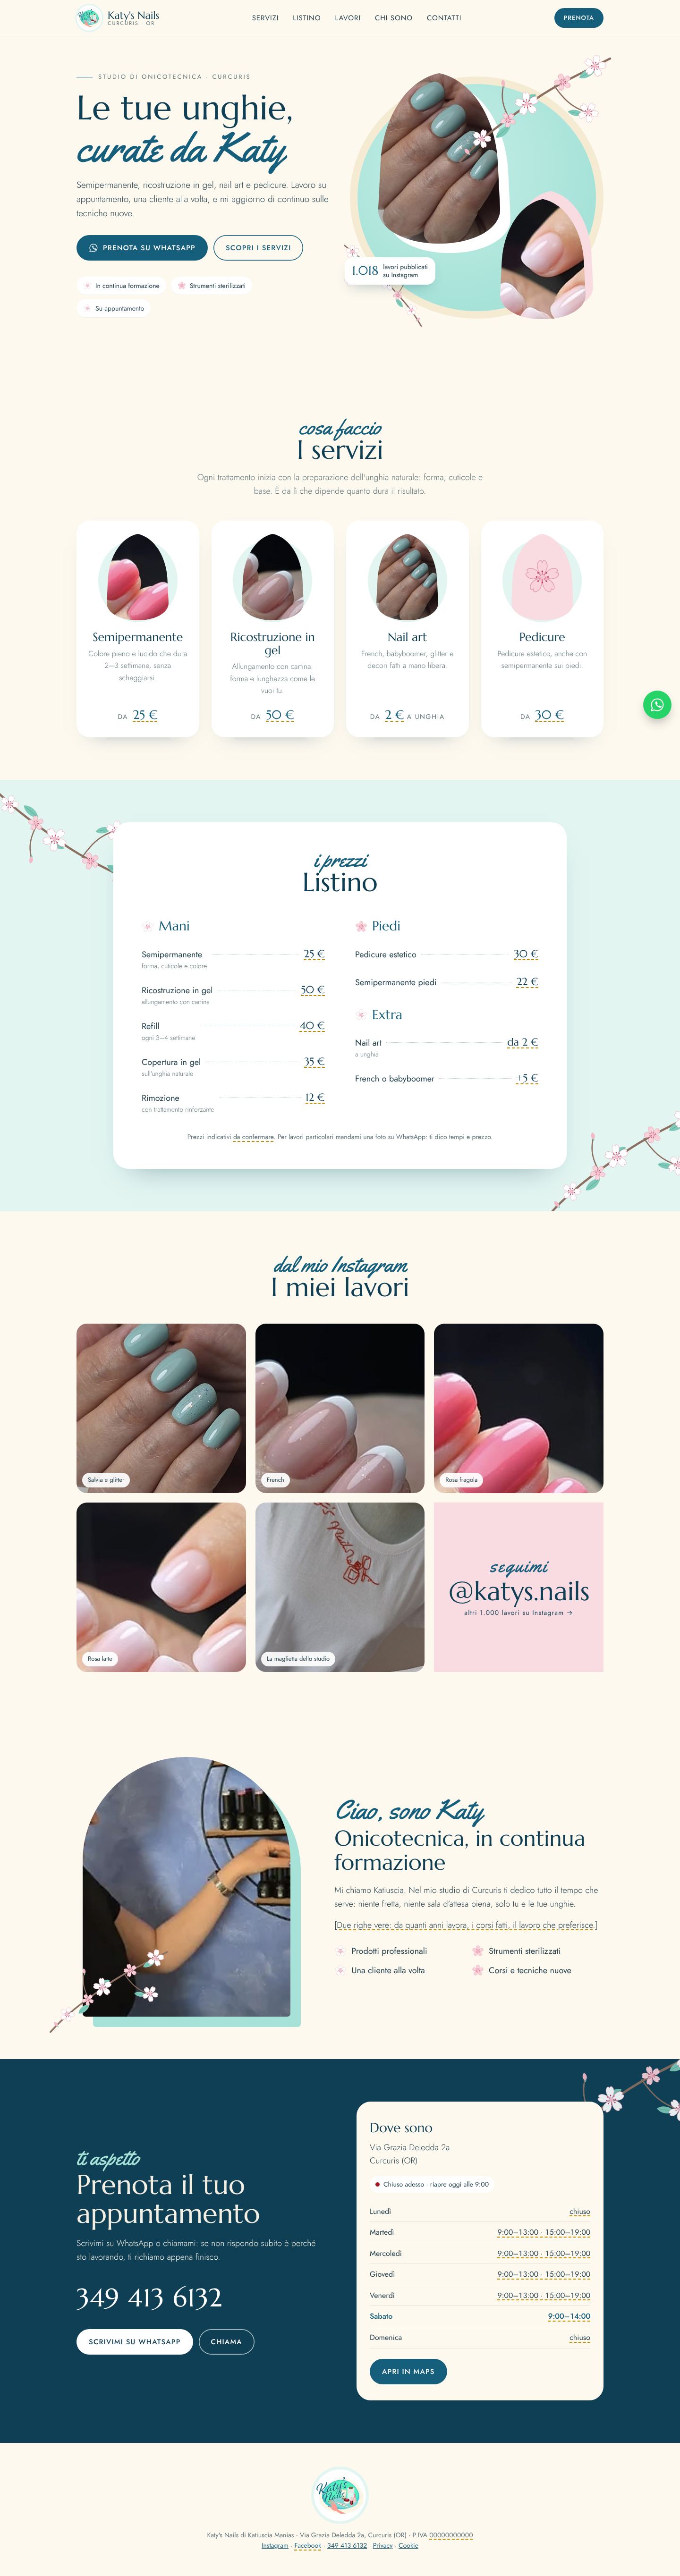 Katy's Nails
CURCURIS · OR
SERVIZI
LISTINO
LAVORI
CHI SONO
CONTATTI
PRENOTA
STUDIO DI ONICOTECNICA · CURCURIS
Le tue unghie,
curate da Katy
Semipermanente, ricostruzione in gel, nail art e pedicure. Lavoro su
appuntamento, una cliente alla volta, e mi aggiorno di continuo sulle
tecniche nuove.
PRENOTA SU WHATSAPP
SCOPRI I SERVIZI
In continua formazione
Strumenti sterilizzati
Su appuntamento
1.018
lavori pubblicati
su Instagram
cosa faccio
I servizi
Ogni trattamento inizia con la preparazione dell'unghia naturale: forma, cuticole e
base. È da lì che dipende quanto dura il risultato.
Semipermanente
Colore pieno e lucido che dura
2–3 settimane, senza
scheggiarsi.
DA 25 €
Ricostruzione in
gel
Allungamento con cartina:
forma e lunghezza come le
vuoi tu.
DA 50 €
Nail art
French, babyboomer, glitter e
decori fatti a mano libera.
DA 2 € A UNGHIA
Pedicure
Pedicure estetico, anche con
semipermanente sui piedi.
DA 30 €
i prezzi
Listino
Mani
Semipermanente 25 €
forma, cuticole e colore
Ricostruzione in gel 50 €
allungamento con cartina
Refill 40 €
ogni 3–4 settimane
Copertura in gel 35 €
sull'unghia naturale
Rimozione 12 €
con trattamento rinforzante
Piedi
Pedicure estetico 30 €
Semipermanente piedi 22 €
Extra
Nail art da 2 €
a unghia
French o babyboomer +5 €
Prezzi indicativi da confermare. Per lavori particolari mandami una foto su WhatsApp: ti dico tempi e prezzo.
dal mio Instagram
I miei lavori
Salvia e glitter
French
Rosa fragola
Rosa latte
La maglietta dello studio
seguimi
@katys.nails
altri 1.000 lavori su Instagram →
Ciao, sono Katy
Onicotecnica, in continua
formazione
Mi chiamo Katiuscia. Nel mio studio di Curcuris ti dedico tutto il tempo che
serve: niente fretta, niente sala d'attesa piena, solo tu e le tue unghie.
[Due righe vere: da quanti anni lavora, i corsi fatti, il lavoro che preferisce.]
Prodotti professionali
Strumenti sterilizzati
Una cliente alla volta
Corsi e tecniche nuove
ti aspetto
Prenota il tuo
appuntamento
Scrivimi su WhatsApp o chiamami: se non rispondo subito è perché
sto lavorando, ti richiamo appena finisco.
349 413 6132
SCRIVIMI SU WHATSAPP
CHIAMA
Dove sono
Via Grazia Deledda 2a
Curcuris (OR)
Chiuso adesso · riapre oggi alle 9:00
Lunedì chiuso
Martedì 9:00–13:00 · 15:00–19:00
Mercoledì 9:00–13:00 · 15:00–19:00
Giovedì 9:00–13:00 · 15:00–19:00
Venerdì 9:00–13:00 · 15:00–19:00
Sabato 9:00–14:00
Domenica chiuso
APRI IN MAPS
Katy's
Nails
Katy's Nails di Katiuscia Manias · Via Grazia Deledda 2a, Curcuris (OR) · P.IVA 00000000000
Instagram · Facebook · 349 413 6132 · Privacy · Cookie